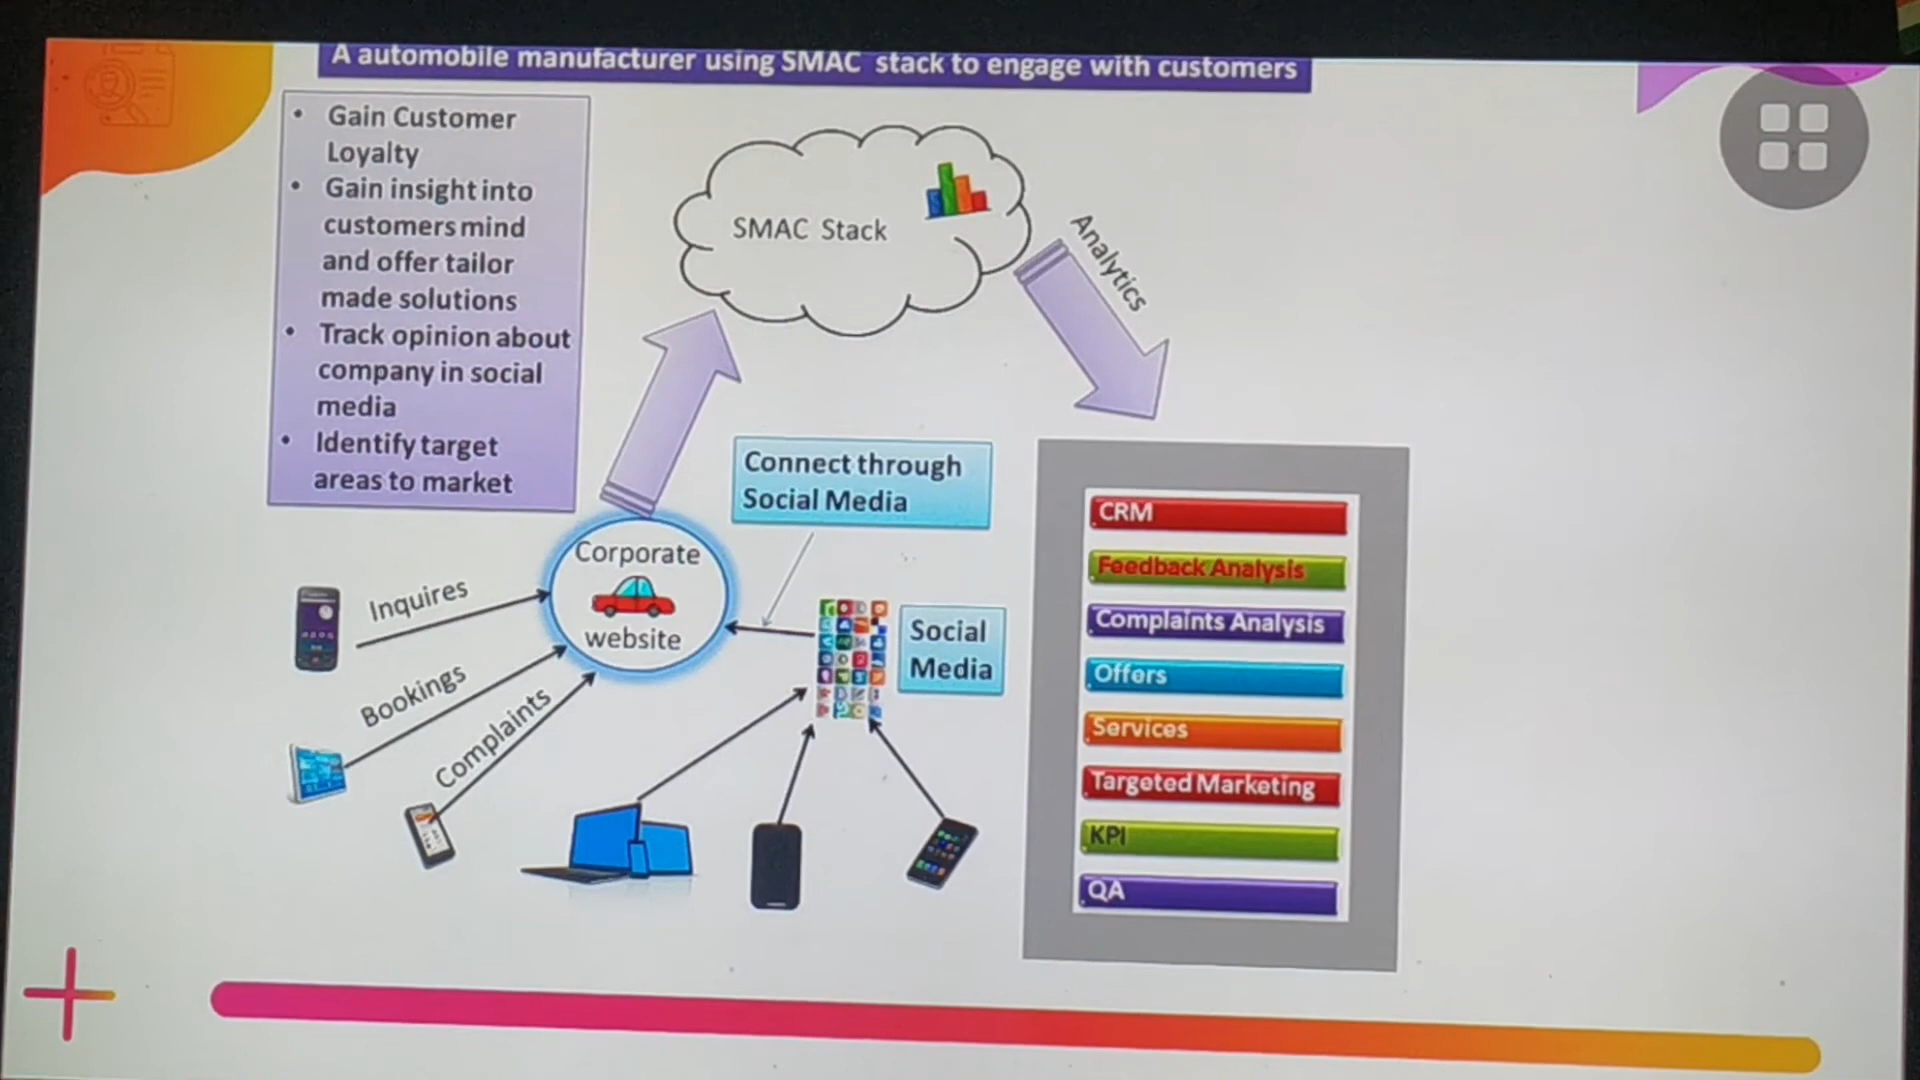 A automobile manufacturer using SMAC stack to engage with customers
• Gain Customer
Loyalty
• Gain insight into
customers mind
and offer tailor
made solutions
• Track opinion about
company in social
media
• Identify target
areas to market
SMAC Stack
Analytics
Connect through
Social Media
Corporate
website
Inquires
Bookings
Complaints
Social
Media
CRM
Feedback Analysis
Complaints Analysis
Offers
Services
Targeted Marketing
KPI
QA